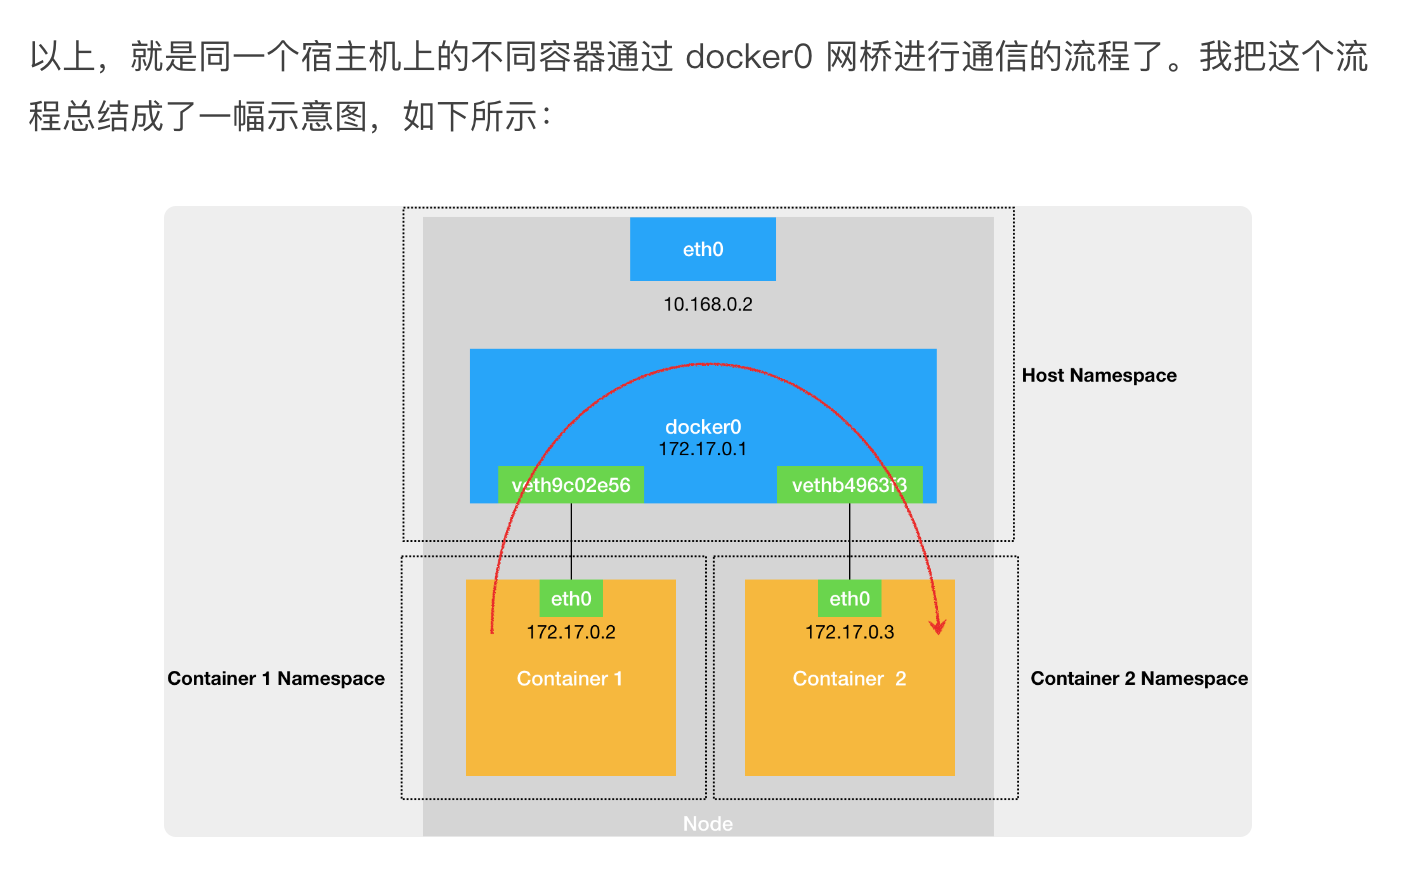 以上，就是同一个宿主机上的不同容器通过 docker0 网桥进行通信的流程了。我把这个流
程总结成了一幅示意图，如下所示：
eth0
10.168.0.2
Host Namespace
docker0
172.17.0.1
veth9c02e56
vethb4963f3
eth0
eth0
172.17.0.2
172.17.0.3
Container 1 Namespace
Container 1
Container 2
Container 2 Namespace
Node